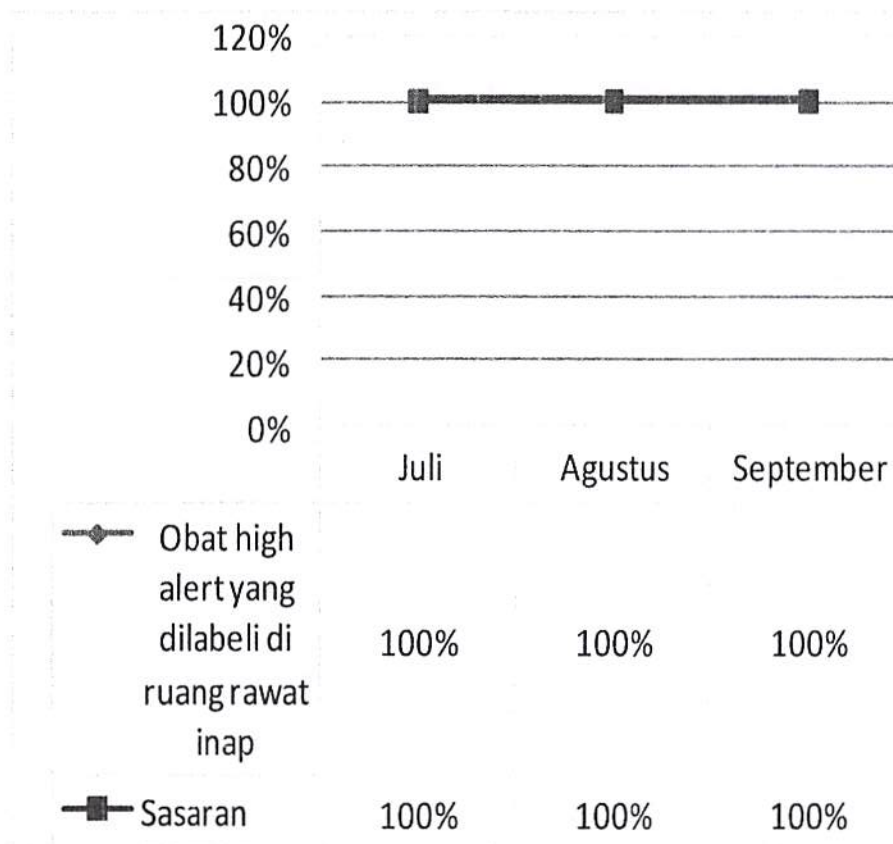 120%
100%
80%
60%
40%
20%
0%
Juli Agustus September
Obat high
alert yang
dilabeli di
ruang rawat
inap
100% 100% 100%
Sasaran 100% 100% 100%